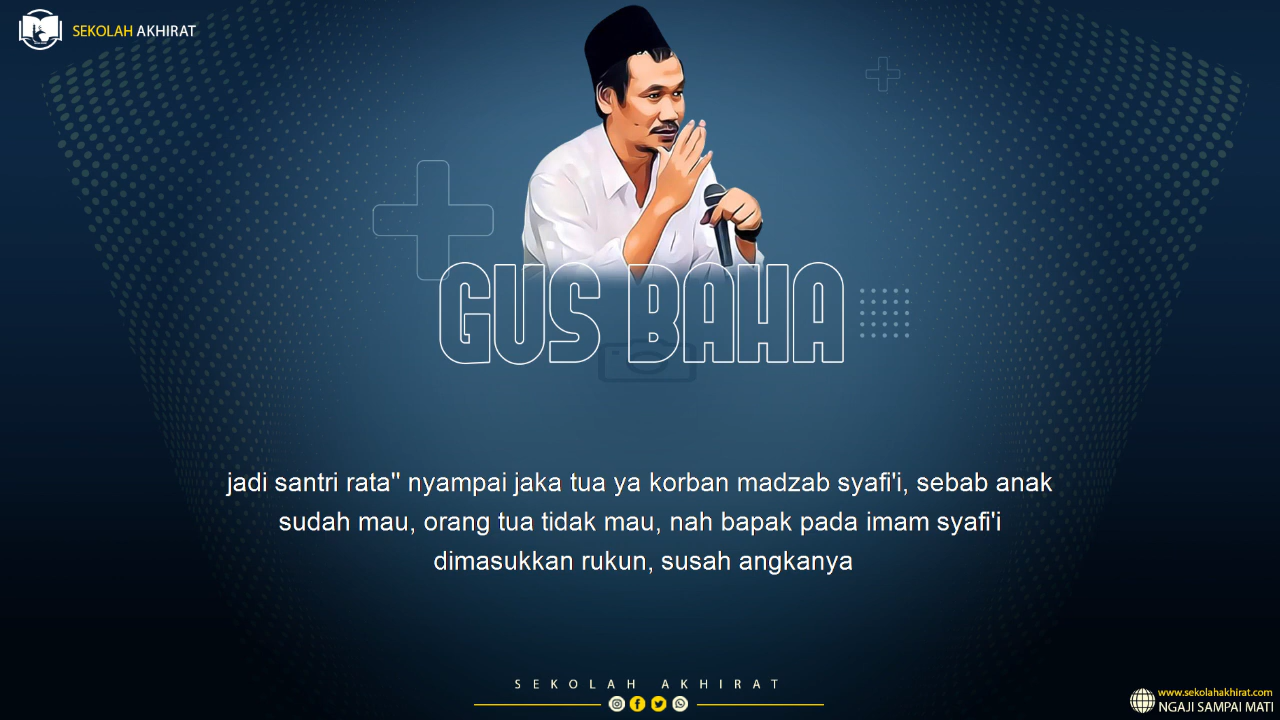 SEKOLAH AKHIRAT
GUS BAHA
jadi santri rata" nyampai jaka tua ya korban madzab syafi'i, sebab anak
sudah mau, orang tua tidak mau, nah bapak pada imam syafi'i
dimasukkan rukun, susah angkanya
SEKOLAH AKHIRAT
www.sekolahakhirat.com
NGAJI SAMPAI MATI